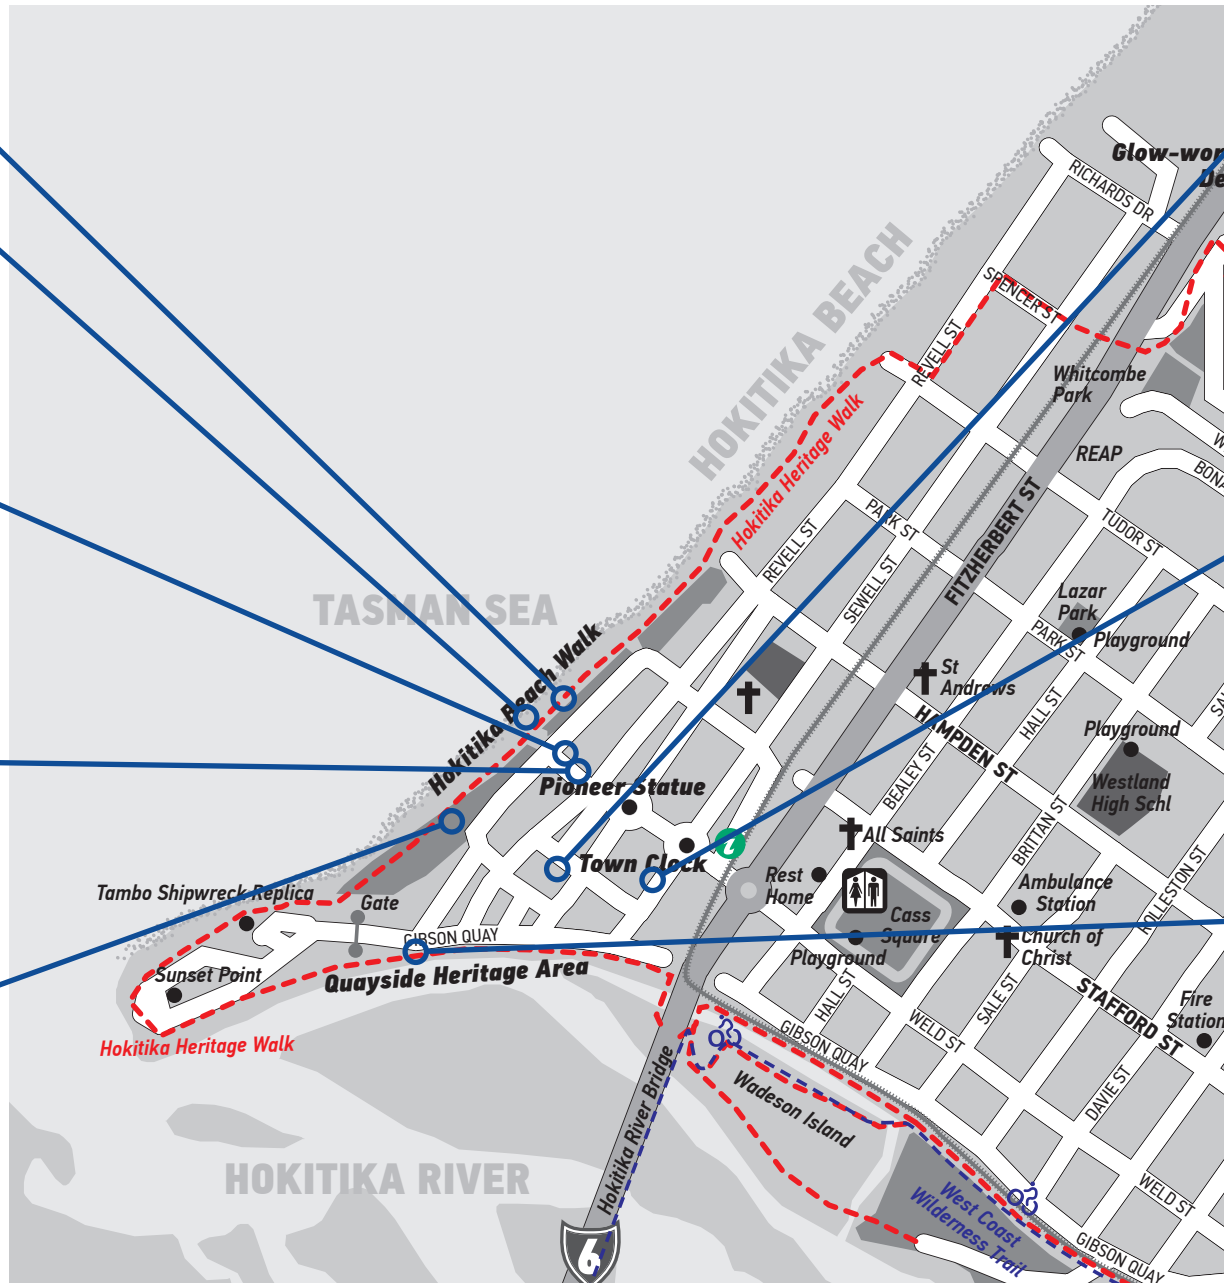 Glow-wor
De
RICHARDS DR
HOKITIKA BEACH
SPENCER ST
REVELL ST
Whitcombe
Park
Hokitika Heritage Walk
REAP
BONA
FITZHERBERT ST
PARK ST
TUDOR ST
REVELL ST
SEWELL ST
TASMAN SEA
Lazar
Park
Playground
PARK ST
Hokitika Beach Walk
St
Andrews
HALL ST
HAMPDEN ST
Playground
Westland
High Schl
Pioneer Statue
BEALEY ST
BRITTAN ST
All Saints
Town Clock
i
Rest
Home
Ambulance
Station
ROLLESTON ST
Tambo Shipwreck Replica
Gate
Cass
Square
GIBSON QUAY
Church of
Christ
Playground
Sunset Point
Quayside Heritage Area
HALL ST
SALE ST
STAFFORD ST
Fire
Station
Hokitika Heritage Walk
GIBSON QUAY
WELD ST
Hokitika River Bridge
Wadeson Island
DAVIE ST
HOKITIKA RIVER
West Coast
Wilderness Trail
WELD ST
GIBSON QUAY
6